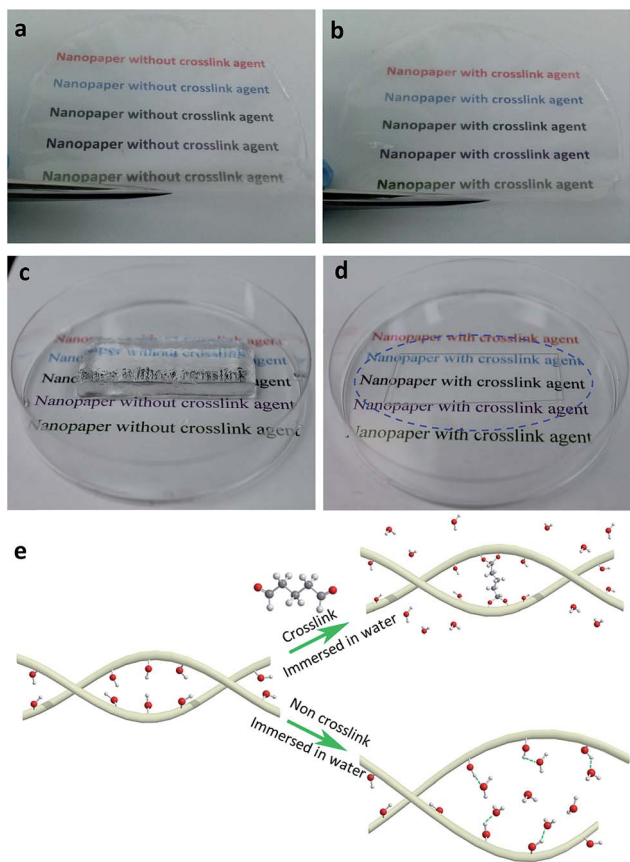 a
Nanopaper without crosslink agent
Nanopaper without crosslink agent
Nanopaper without crosslink agent
Nanopaper without crosslink agent
Nanopaper without crosslink agent
b
Nanopaper with crosslink agent
Nanopaper with crosslink agent
Nanopaper with crosslink agent
Nanopaper with crosslink agent
Nanopaper with crosslink agent
c
Nanopaper without crosslink agent
Nanopaper without agent
agent
Nanopaper without crosslink agent
Nanopaper without crosslink agent
d
Nanopaper with crosslink agent
Nanopaper with crosslink agent
Nanopaper with crosslink agent
Nanopaper with crosslink agent
Nanopaper with crosslink agent
e
Crosslink
Immersed in water
Non crosslink
Immersed in water